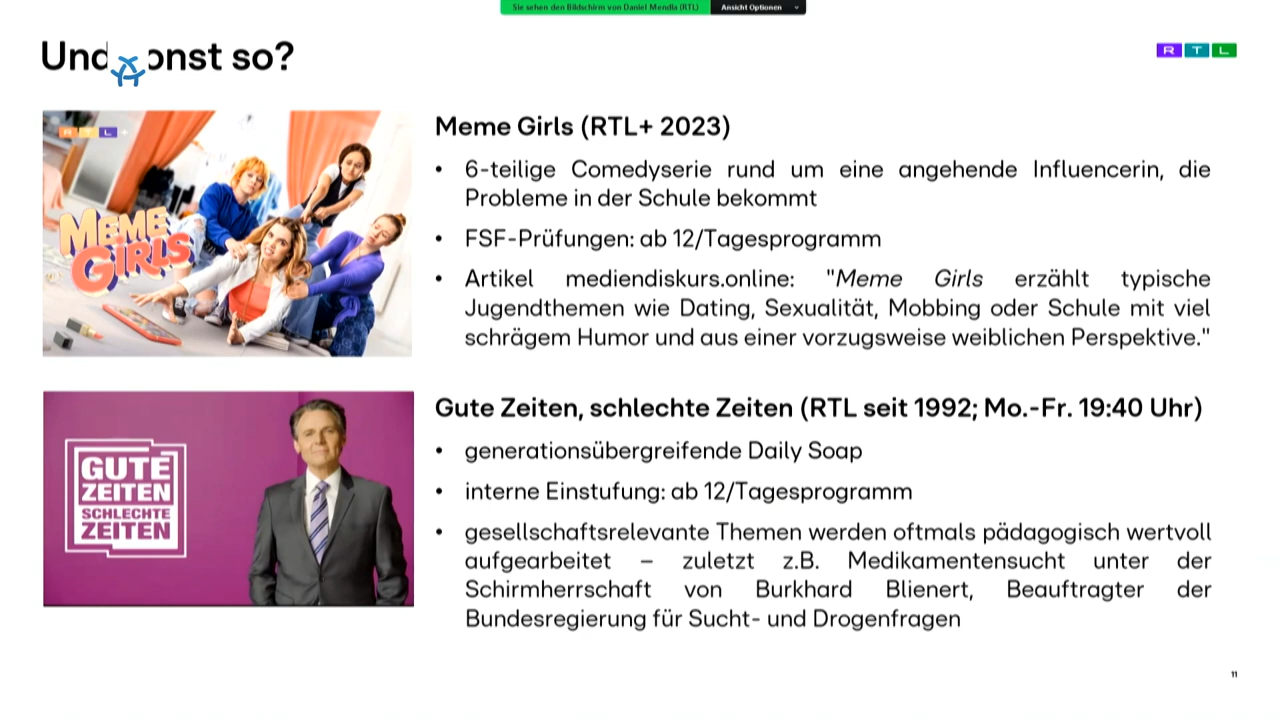 Sie sehen den Bildschirm von Daniel Mendla (RTL) Ansicht Optionen
Und onst so?
R T L
R T L +
MEME
GIRLS
Meme Girls (RTL+ 2023)
• 6-teilige Comedyserie rund um eine angehende Influencerin, die
Probleme in der Schule bekommt
• FSF-Prüfungen: ab 12/Tagesprogramm
• Artikel mediendiskurs.online: "Meme Girls erzählt typische
Jugendthemen wie Dating, Sexualität, Mobbing oder Schule mit viel
schrägem Humor und aus einer vorzugsweise weiblichen Perspektive."
GUTE
ZEITEN
SCHLECHTE
ZEITEN
Gute Zeiten, schlechte Zeiten (RTL seit 1992; Mo.-Fr. 19:40 Uhr)
• generationsübergreifende Daily Soap
• interne Einstufung: ab 12/Tagesprogramm
• gesellschaftsrelevante Themen werden oftmals pädagogisch wertvoll
aufgearbeitet – zuletzt z.B. Medikamentensucht unter der
Schirmherrschaft von Burkhard Blienert, Beauftragter der
Bundesregierung für Sucht- und Drogenfragen
11